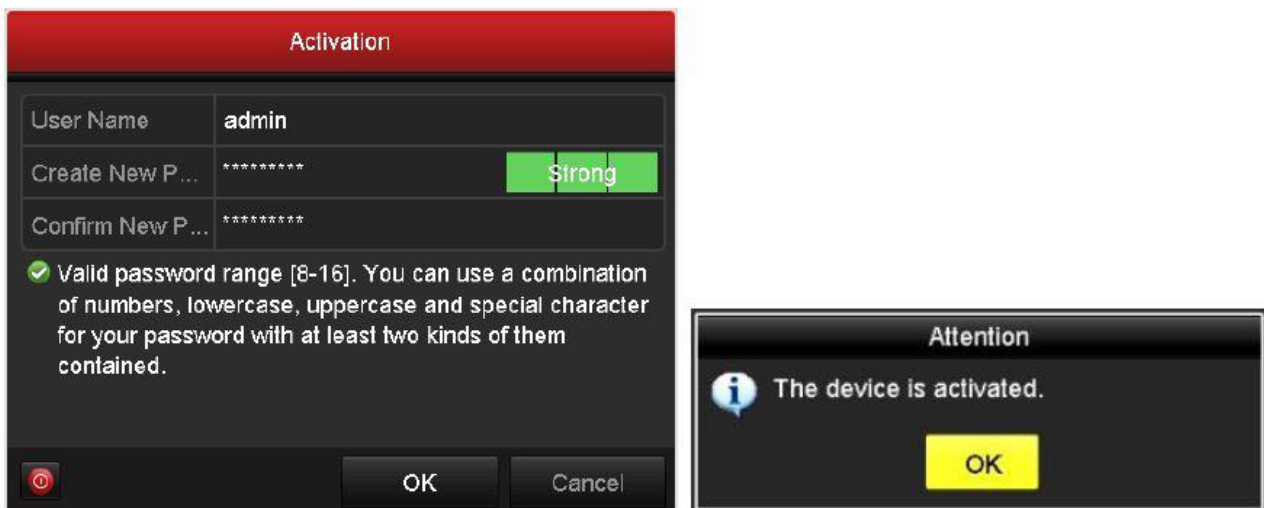 Activation
User Name
admin
Create New P...
*********
Strong
Confirm New P...
*********
Valid password range [8-16]. You can use a combination
of numbers, lowercase, uppercase and special character
for your password with at least two kinds of them
contained.
OK
Cancel
Attention
The device is activated.
OK